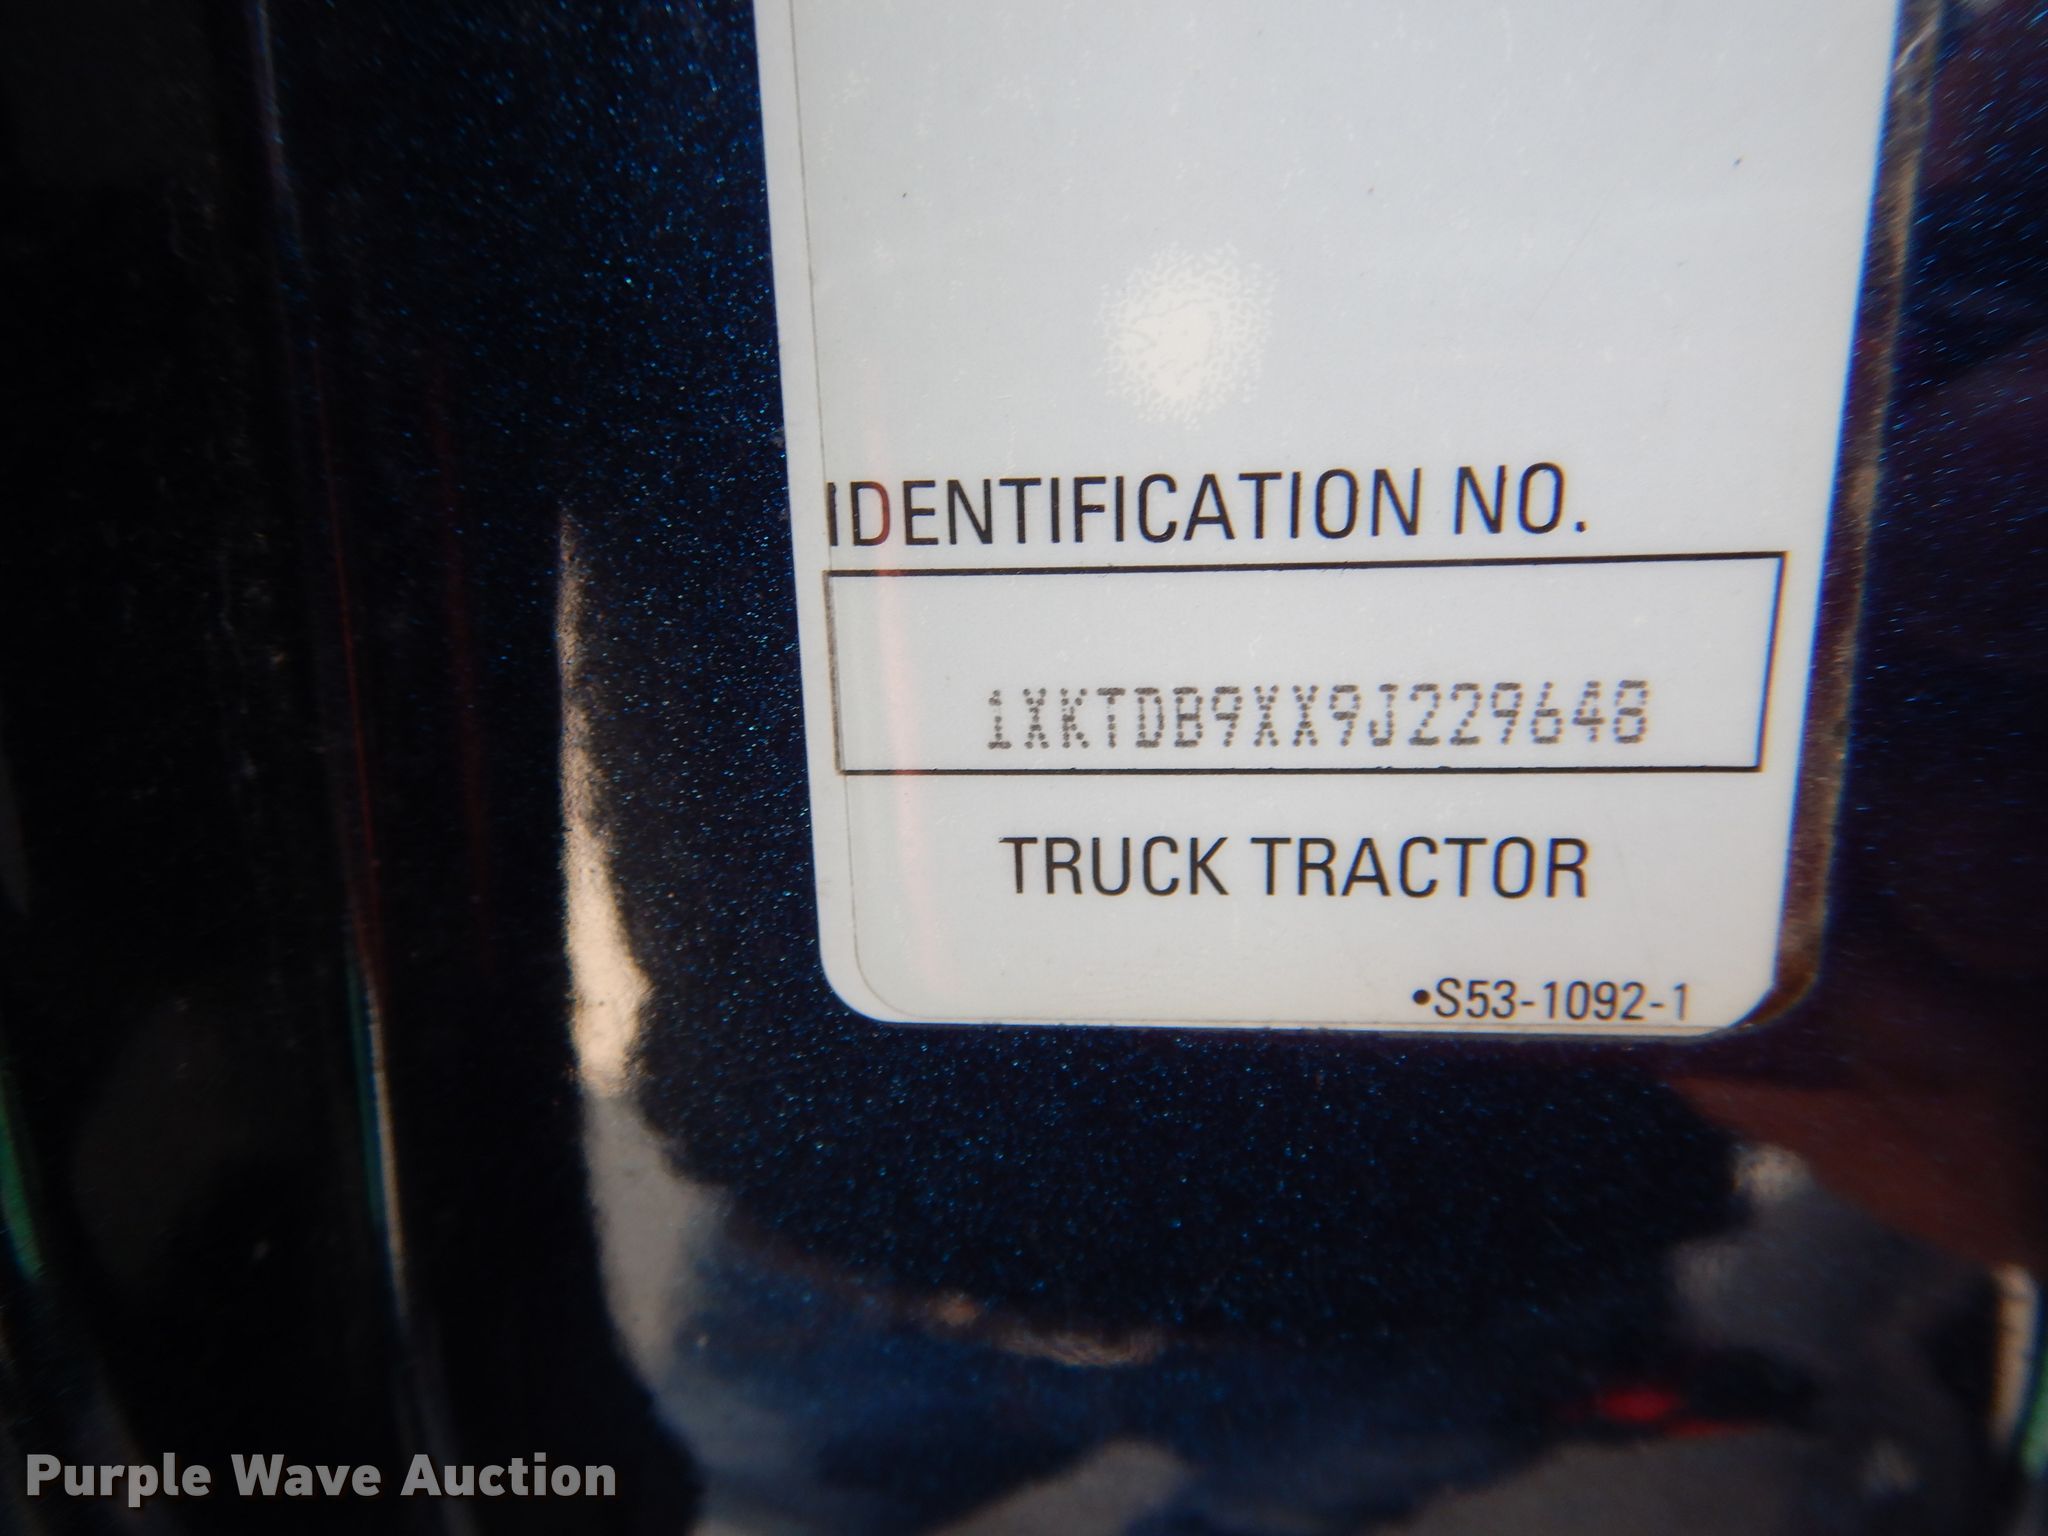 IDENTIFICATION NO.
1XKTDB9XX9J229648
TRUCK TRACTOR
•S53-1092-1
Purple Wave Auction